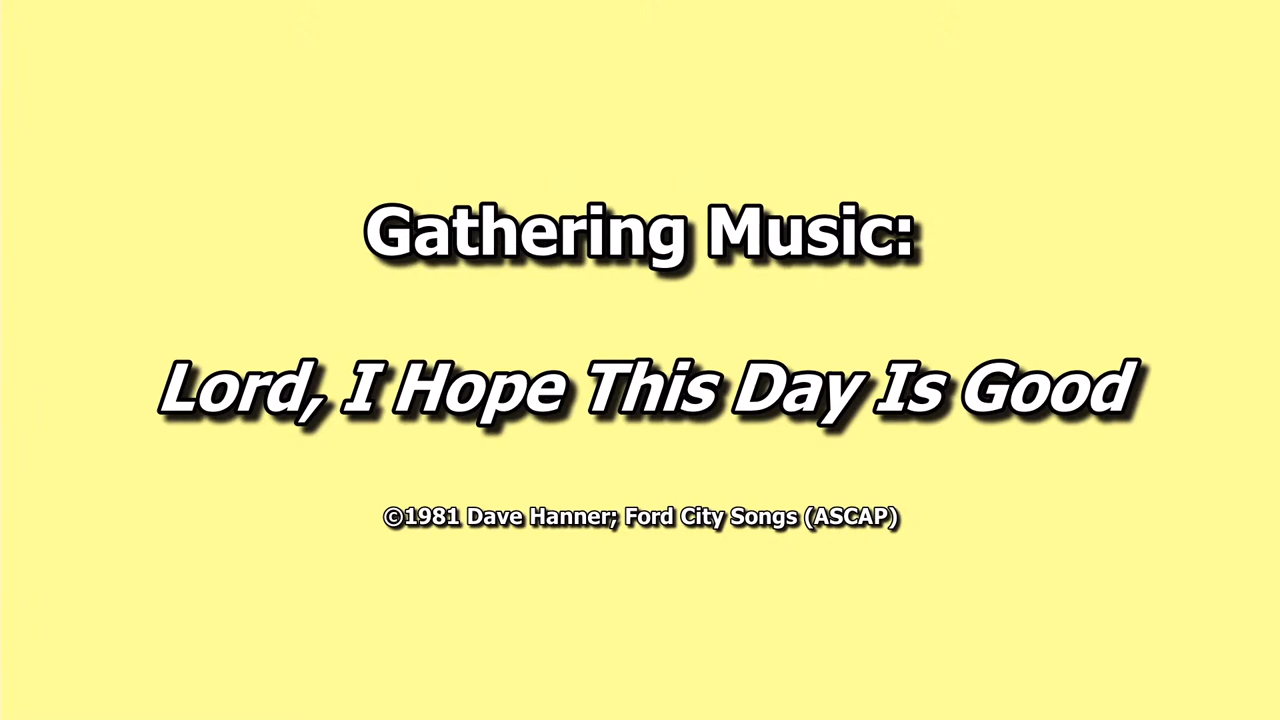 Gathering Music:
Lord, I Hope This Day Is Good
©1981 Dave Hanner; Ford City Songs (ASCAP)